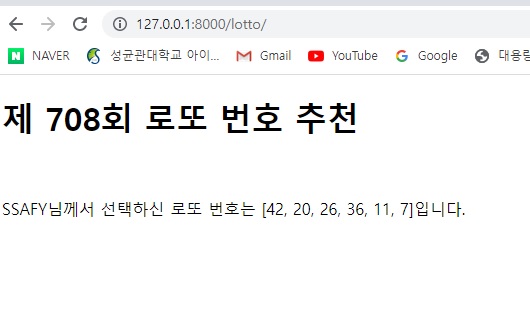 127.0.0.1:8000/lotto/
NAVER 성균관대학교 아이... Gmail YouTube Google 대용량
제 708회 로또 번호 추천
SSAFY님께서 선택하신 로또 번호는 [42, 20, 26, 36, 11, 7]입니다.